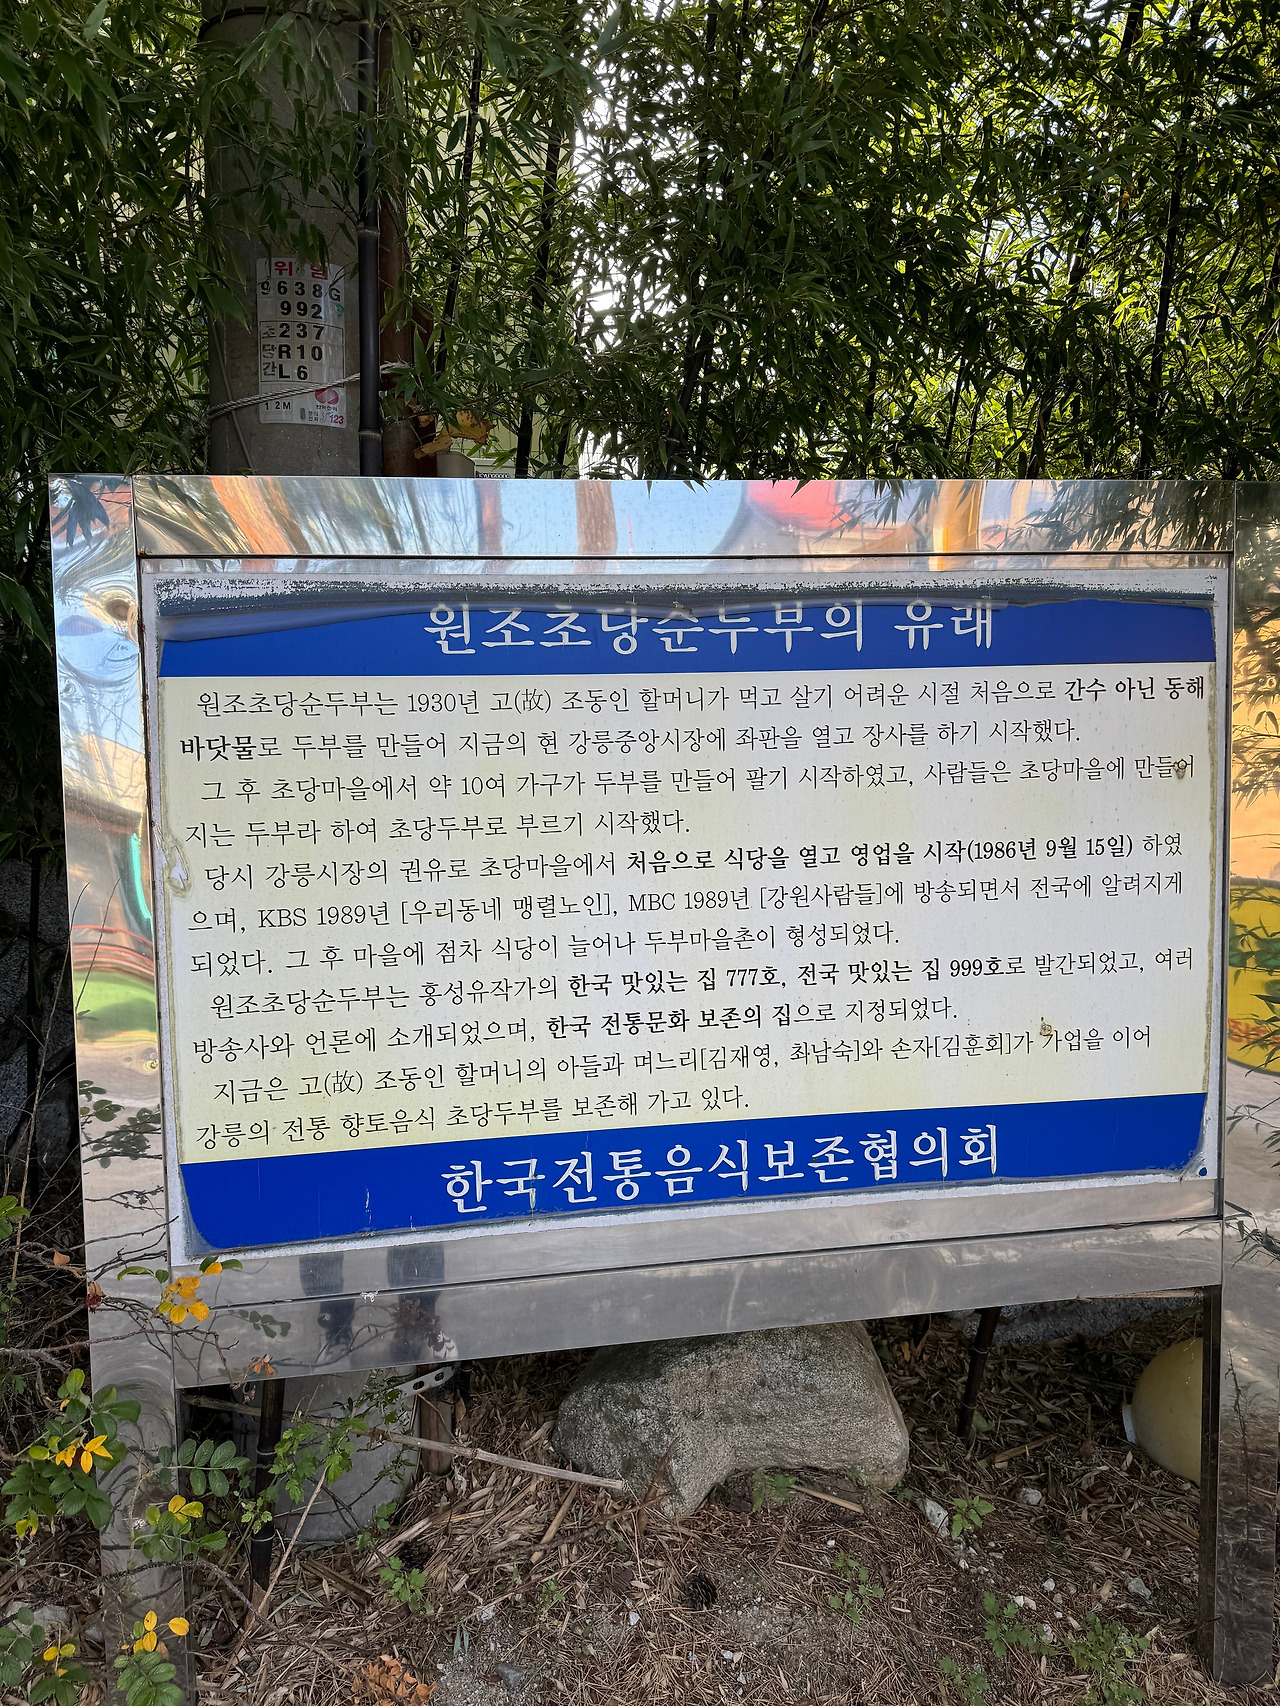 위 험
9638G
992
초237
당R10
간L6
12M
123
원조초당순두부의 유래
원조초당순두부는 1930년 고(故) 조동인 할머니가 먹고 살기 어려운 시절 처음으로 간수 아닌 동해
바닷물로 두부를 만들어 지금의 현 강릉중앙시장에 좌판을 열고 장사를 하기 시작했다.
그 후 초당마을에서 약 10여 가구가 두부를 만들어 팔기 시작하였고, 사람들은 초당마을에 만들어
지는 두부라 하여 초당두부로 부르기 시작했다.
당시 강릉시장의 권유로 초당마을에서 처음으로 식당을 열고 영업을 시작(1986년 9월 15일) 하였
으며, KBS 1989년 [우리동네 맹렬노인], MBC 1989년 [강원사람들]에 방송되면서 전국에 알려지게
되었다. 그 후 마을에 점차 식당이 늘어나 두부마을촌이 형성되었다.
원조초당순두부는 홍성유작가의 한국 맛있는 집 777호, 전국 맛있는 집 999호로 발간되었고, 여러
방송사와 언론에 소개되었으며, 한국 전통문화 보존의 집으로 지정되었다.
지금은 고(故) 조동인 할머니의 아들과 며느리[김재영, 최남숙]와 손자[김훈회]가 가업을 이어
강릉의 전통 향토음식 초당두부를 보존해 가고 있다.
한국전통음식보존협의회